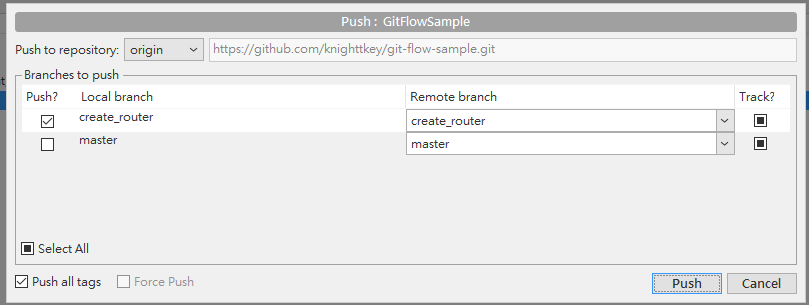 Push : GitFlowSample
Push to repository: origin https://github.com/knighttkey/git-flow-sample.git
Branches to push
Push? Local branch Remote branch Track?
create_router create_router
master master
Select All
Push all tags Force Push Push Cancel